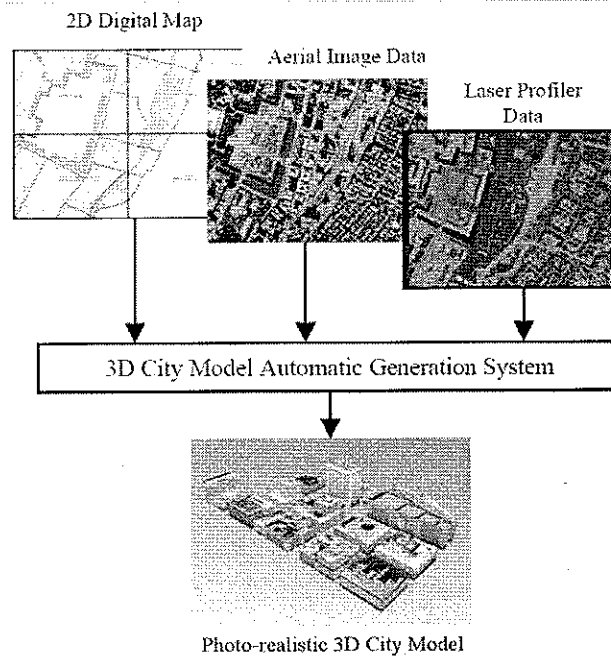 2D Digital Map
Aerial Image Data
Laser Profiler
Data
3D City Model Automatic Generation System
Photo-realistic 3D City Model